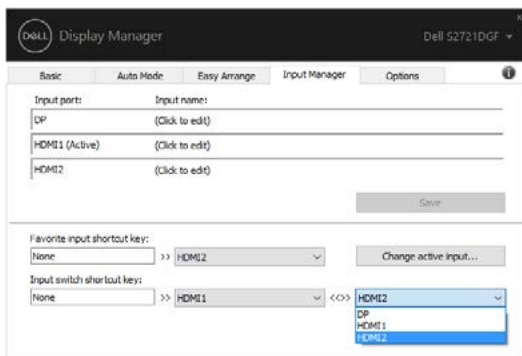 DELL Display Manager Dell S2721DGF
Basic Auto Mode Easy Arrange Input Manager Options
Input port: Input name:
DP (Click to edit)
HDMI1 (Active) (Click to edit)
HDMI2 (Click to edit)
Save
Favorite input shortcut key:
None >> HDMI2 Change active input...
Input switch shortcut key:
None >> HDMI1 <<>> HDMI2
DP
HDMI1
HDMI2